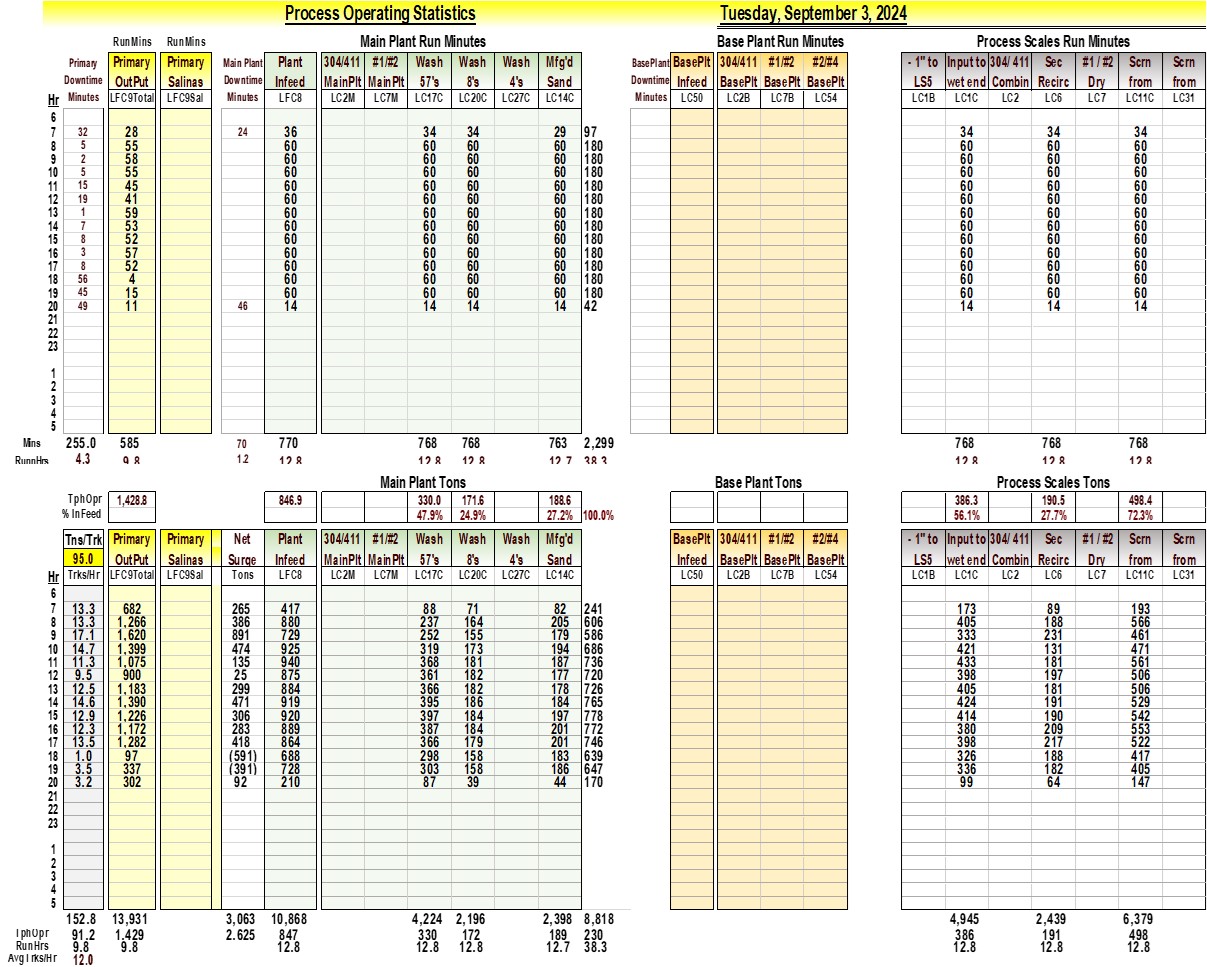 Process Operating Statistics Tuesday, September 3, 2024
RunMins RunMins Main Plant Run Minutes Base Plant Run Minutes Process Scales Run Minutes
Primary Primary Primary Main Plant Plant 304/411 #1/#2 Wash Wash Wash Mfg'd BasePlant BasePlt 304/411 #1/#2 #2/#4 - 1" to Input to 304/ 411 Sec #1 / #2 Scrn Scrn
Downtime OutPut Salinas Downtime Infeed MainPlt MainPlt 57's 8's 4's Sand Downtime Infeed BasePlt BasePlt BasePlt LS5 wet end Combin Recirc Dry from from
Hr Minutes LFC9Total LFC9Sal Minutes LFC8 LC2M LC7M LC17C LC20C LC27C LC14C Minutes LC50 LC2B LC7B LC54 LC1B LC1C LC2 LC6 LC7 LC11C LC31
6
7 32 28 24 36 34 34 29 97 34 34 34
8 5 55 60 60 60 60 180 60 60 60
9 2 58 60 60 60 60 180 60 60 60
10 5 55 60 60 60 60 180 60 60 60
11 15 45 60 60 60 60 180 60 60 60
12 19 41 60 60 60 60 180 60 60 60
13 1 59 60 60 60 60 180 60 60 60
14 7 53 60 60 60 60 180 60 60 60
15 8 52 60 60 60 60 180 60 60 60
16 3 57 60 60 60 60 180 60 60 60
17 8 52 60 60 60 60 180 60 60 60
18 56 4 60 60 60 60 180 60 60 60
19 45 15 60 60 60 60 180 60 60 60
20 49 11 46 14 14 14 14 42 14 14 14
21
22
23
1
2
3
4
5
Mins 255.0 585 70 770 768 768 763 2,299 768 768 768
RunnHrs 4.3 9.8 1.2 12.8 12.8 12.8 12.7 38.3 12.8 12.8 12.8
Main Plant Tons Base Plant Tons Process Scales Tons
TphOpr 1,428.8 846.9 330.0 171.6 188.6 386.3 190.5 498.4
% InFeed 47.9% 24.9% 27.2% 100.0% 56.1% 27.7% 72.3%
Tns/Trk Primary Primary Net Plant 304/411 #1/#2 Wash Wash Wash Mfg'd BasePlt 304/411 #1/#2 #2/#4 - 1" to Input to 304/ 411 Sec #1 / #2 Scrn Scrn
95.0 OutPut Salinas Surge Infeed MainPlt MainPlt 57's 8's 4's Sand Infeed BasePlt BasePlt BasePlt LS5 wet end Combin Recirc Dry from from
Hr Trks/Hr LFC9Total LFC9Sal Tons LFC8 LC2M LC7M LC17C LC20C LC27C LC14C LC50 LC2B LC7B LC54 LC1B LC1C LC2 LC6 LC7 LC11C LC31
6
7 13.3 682 265 417 88 71 82 241 173 89 193
8 13.3 1,266 386 880 237 164 205 606 405 188 566
9 17.1 1,620 891 729 252 155 179 586 333 231 461
10 14.7 1,399 474 925 319 173 194 686 421 131 471
11 11.3 1,075 135 940 368 181 187 736 433 181 561
12 9.5 900 25 875 361 182 177 720 398 197 506
13 12.5 1,183 299 884 366 182 178 726 405 181 506
14 14.6 1,390 471 919 395 186 184 765 424 191 529
15 12.9 1,226 306 920 397 184 197 778 414 190 542
16 12.3 1,172 283 889 387 184 201 772 380 209 553
17 13.5 1,282 418 864 366 179 201 746 398 217 522
18 1.0 97 (591) 688 298 158 183 639 326 188 417
19 3.5 337 (391) 728 303 158 186 647 336 182 405
20 3.2 302 92 210 87 39 44 170 99 64 147
21
22
23
1
2
3
4
5
152.8 13,931 3,063 10,868 4,224 2,196 2,398 8,818 4,945 2,439 6,379
TphOpr 91.2 1,429 2.625 847 330 172 189 230 386 191 498
RunHrs 9.8 9.8 12.8 12.8 12.8 12.7 38.3 12.8 12.8 12.8
AvgTrks/Hr 12.0